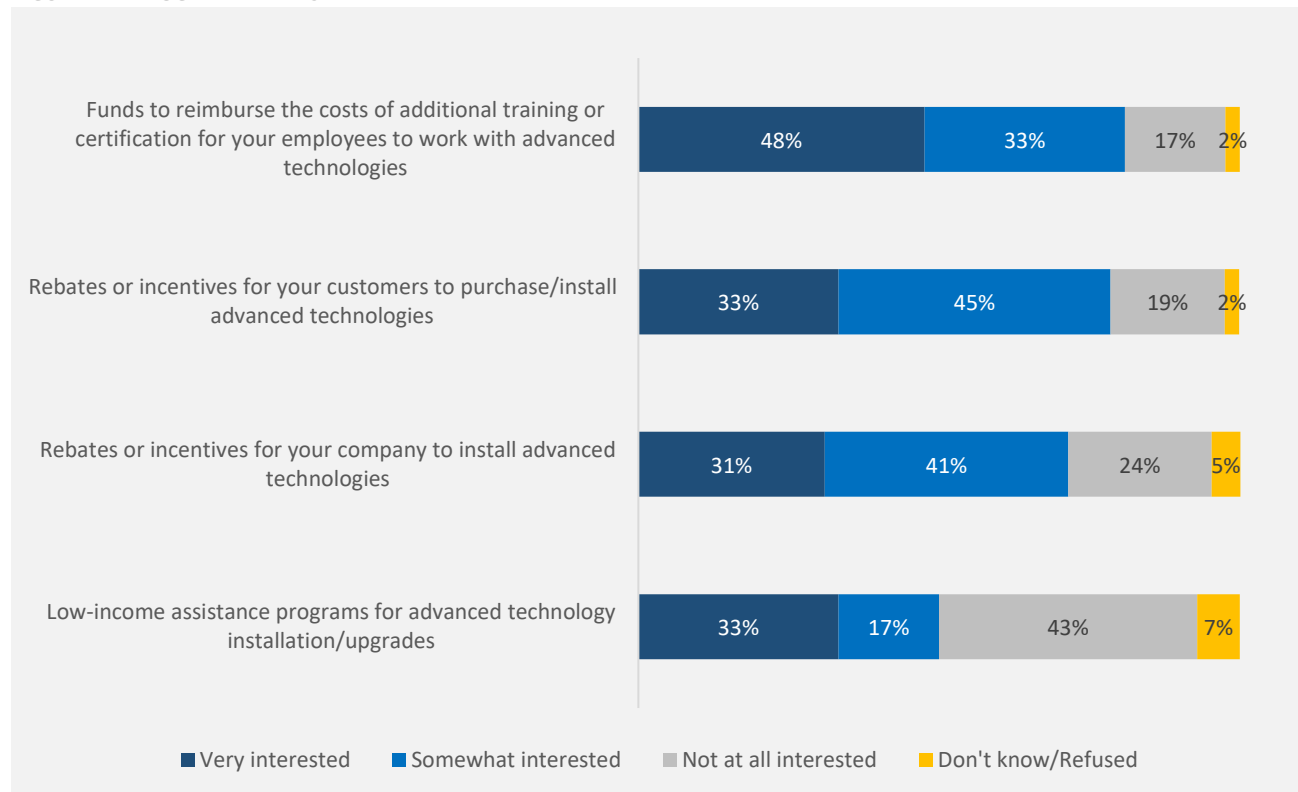 Funds to reimburse the costs of additional training or
certification for your employees to work with advanced
technologies
48% 33% 17% 2%
Rebates or incentives for your customers to purchase/install
advanced technologies
33% 45% 19% 2%
Rebates or incentives for your company to install advanced
technologies
31% 41% 24% 5%
Low-income assistance programs for advanced technology
installation/upgrades
33% 17% 43% 7%
Very interested Somewhat interested Not at all interested Don't know/Refused